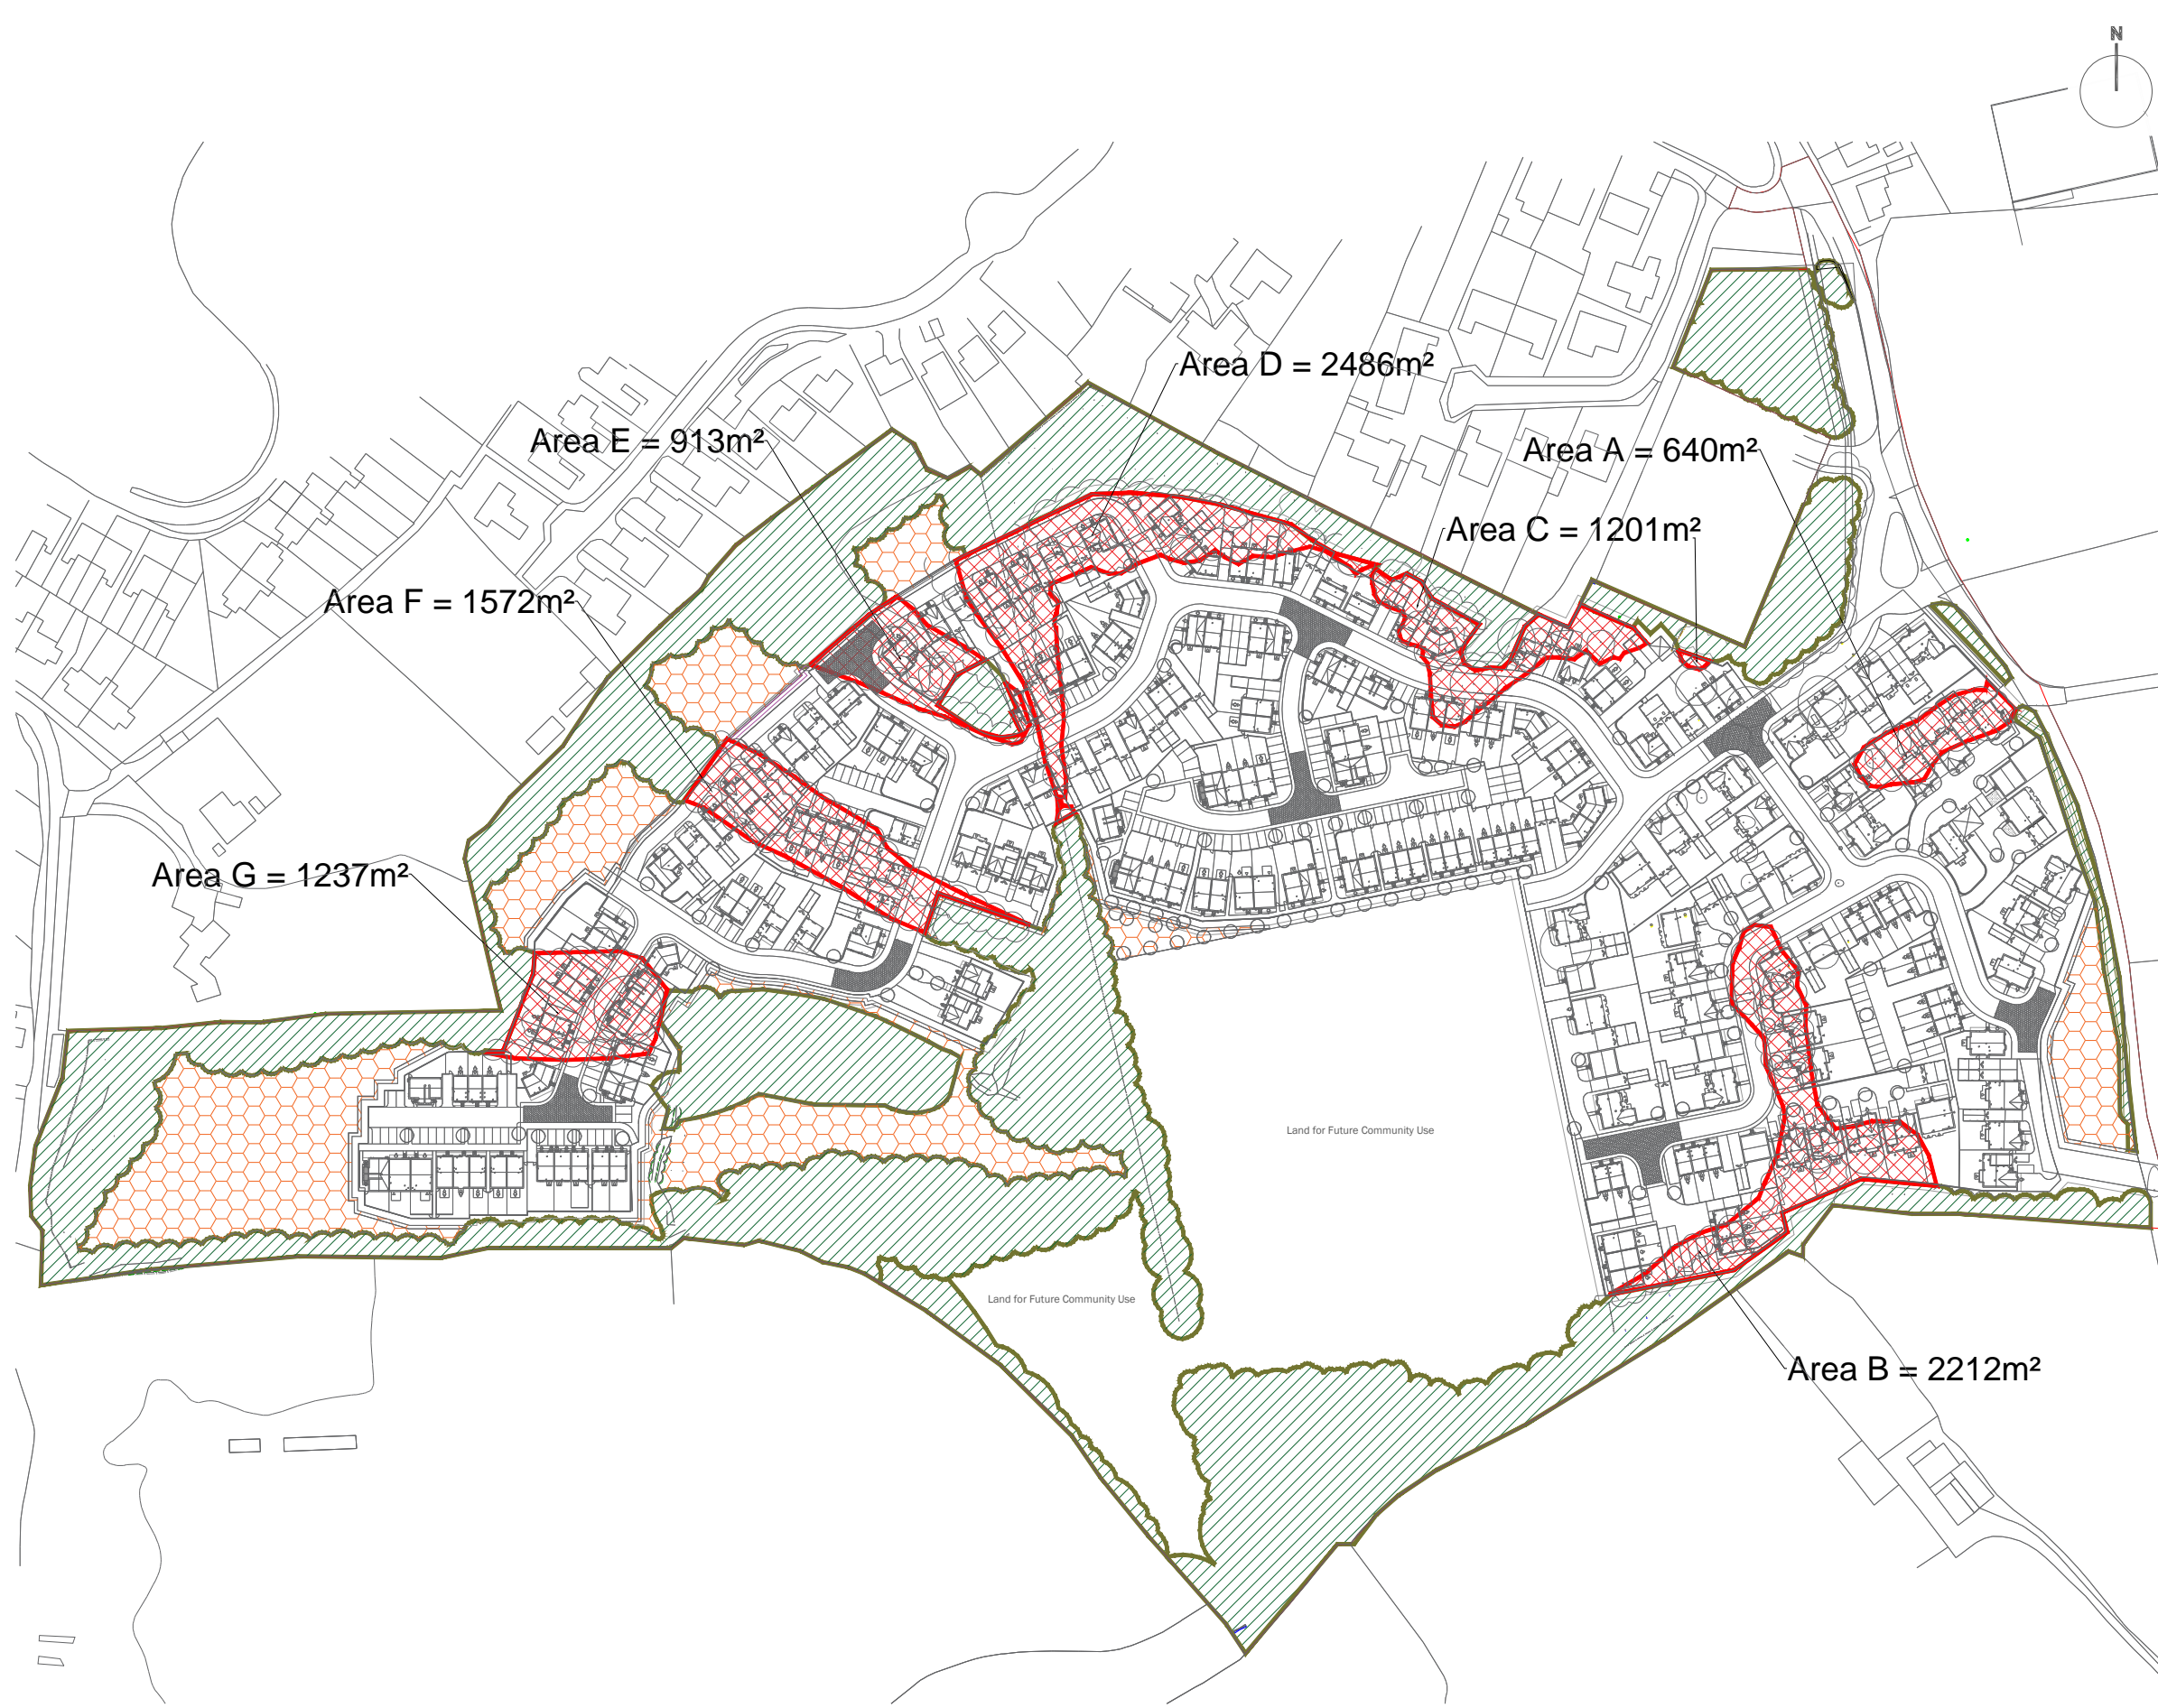 N
Area D = 2486m²
Area E = 913m²
Area A = 640m²
Area C = 1201m²
Area F = 1572m²
Area G = 1237m²
Land for Future Community Use
Land for Future Community Use
Area B = 2212m²